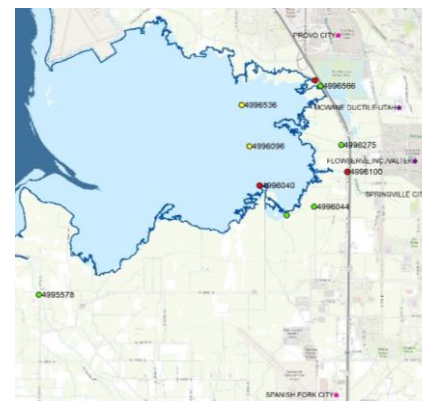 PROVO CITY
4996566
4996536
MCWANE DUCTILE-UTAH
4996275
4996096
FLOWSERVE, INC. /VALTEK
4996100
4996040
SPRINGVILLE CIT
4996044
4995578
SPANISH FORK CITY